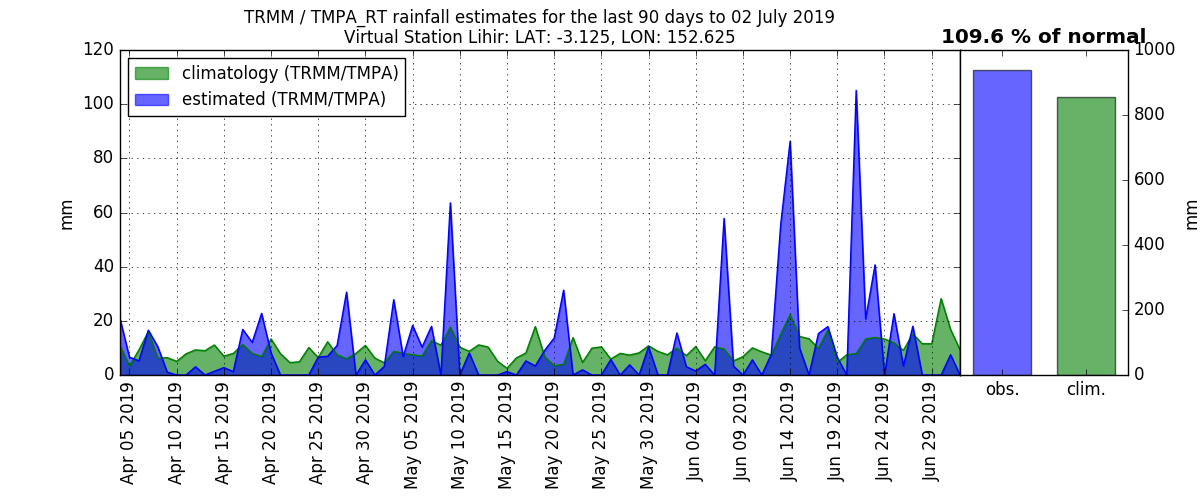 TRMM / TMPA_RT rainfall estimates for the last 90 days to 02 July 2019
Virtual Station Lihir: LAT: -3.125, LON: 152.625
109.6 % of normal
climatology (TRMM/TMPA)
estimated (TRMM/TMPA)
mm
120
100
80
60
40
20
0
Apr 05 2019
Apr 10 2019
Apr 15 2019
Apr 20 2019
Apr 25 2019
Apr 30 2019
May 05 2019
May 10 2019
May 15 2019
May 20 2019
May 25 2019
May 30 2019
Jun 04 2019
Jun 09 2019
Jun 14 2019
Jun 19 2019
Jun 24 2019
Jun 29 2019
obs.
clim.
1000
800
600
400
200
0
mm